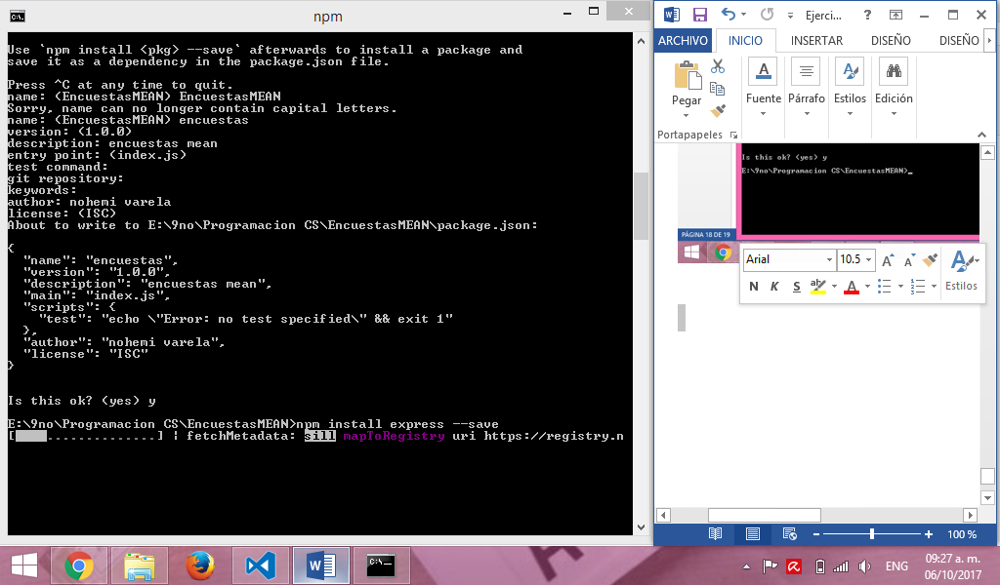 npm
Use `npm install <pkg> --save` afterwards to install a package and
save it as a dependency in the package.json file.
Press ^C at any time to quit.
name: (EncuestasMEAN) EncuestasMEAN
Sorry, name can no longer contain capital letters.
name: (EncuestasMEAN) encuestas
version: (1.0.0)
description: encuestas mean
entry point: (index.js)
test command:
git repository:
keywords:
author: nohemi varela
license: (ISC)
About to write to E:\9no\Programacion CS\EncuestasMEAN\package.json:
{
"name": "encuestas",
"version": "1.0.0",
"description": "encuestas mean",
"main": "index.js",
"scripts": {
"test": "echo \"Error: no test specified\" && exit 1"
},
"author": "nohemi varela",
"license": "ISC"
}
Is this ok? (yes) y
E:\9no\Programacion CS\EncuestasMEAN>npm install express --save
[    ..............] | fetchMetadata: sill mapToRegistry uri https://registry.n
Ejerci...
ARCHIVO INICIO INSERTAR DISEÑO DISEÑO
Pegar Fuente Párrafo Estilos Edición
Portapapeles
Is this ok? (yes) y
E:\9no\Programacion CS\EncuestasMEAN>_
PÁGINA 18 DE 19
Arial 10.5
N K S ab A Estilos
100 %
ENG
09:27 a. m.
06/10/2017